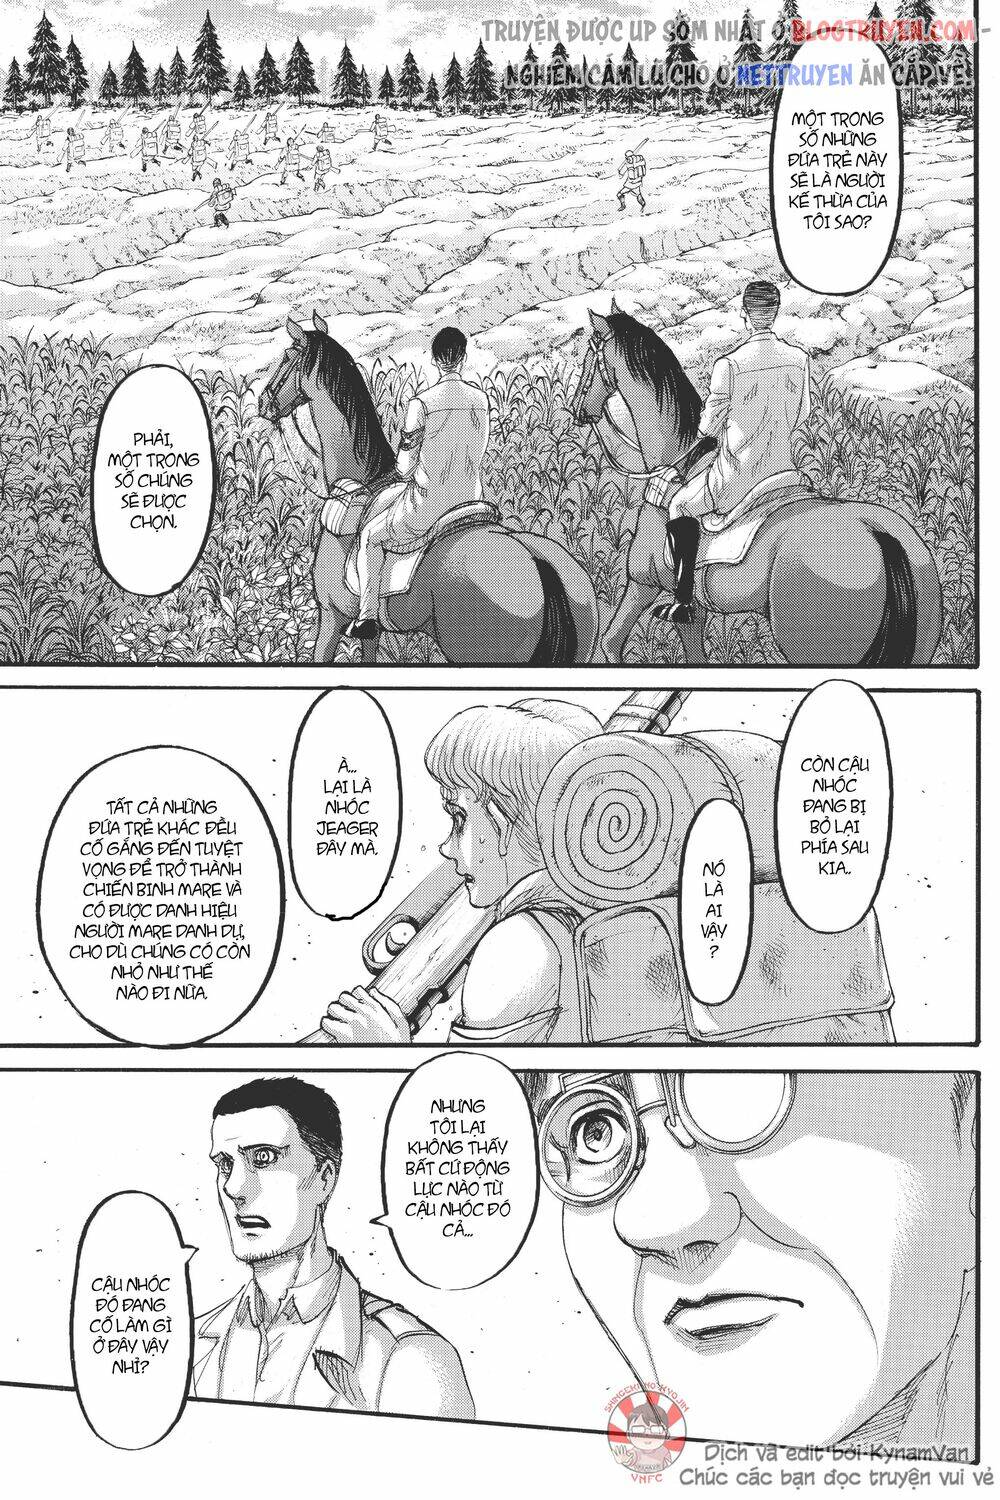 TRUYỆN ĐƯỢC UP SỚM NHẤT Ở BLOGTRUYEN.COM -
NGHIÊM CẤM LŨ CHÓ Ở NETTRUYEN ĂN CẮP VỀ
MỘT TRONG
SỐ NHỮNG
ĐỨA TRẺ NÀY
SẼ LÀ NGƯỜI
KẾ THỪA CỦA
TÔI SAO?
PHẢI,
MỘT TRONG
SỐ CHÚNG
SẼ ĐƯỢC
CHỌN.
CÒN CẬU
NHÓC
ĐANG BỊ
BỎ LẠI
PHÍA SAU
KIA..
NÓ
LÀ
AI
VẬY
?
À...
LẠI LÀ
NHÓC
JEAGER
ĐÂY MÀ.
TẤT CẢ NHỮNG
ĐỨA TRẺ KHÁC ĐỀU
CỐ GẮNG ĐẾN TUYỆT
VỌNG ĐỂ TRỞ THÀNH
CHIẾN BINH MARE VÀ
CÓ ĐƯỢC DANH HIỆU
NGƯỜI MARE DANH DỰ,
CHO DÙ CHÚNG CÓ CÒN
NHỎ NHƯ THẾ
NÀO ĐI NỮA.
NHƯNG
TÔI LẠI
KHÔNG THẤY
BẤT CỨ ĐỘNG
LỰC NÀO TỪ
CẬU NHÓC ĐÓ
CẢ...
CẬU NHÓC
ĐÓ ĐANG
CỐ LÀM GÌ
Ở ĐÂY VẬY
NHỈ?
SHINGEKI NO KYOJIN
VNFC
Dịch và edit bởi KynamVan
Chúc các bạn đọc truyện vui vẻ